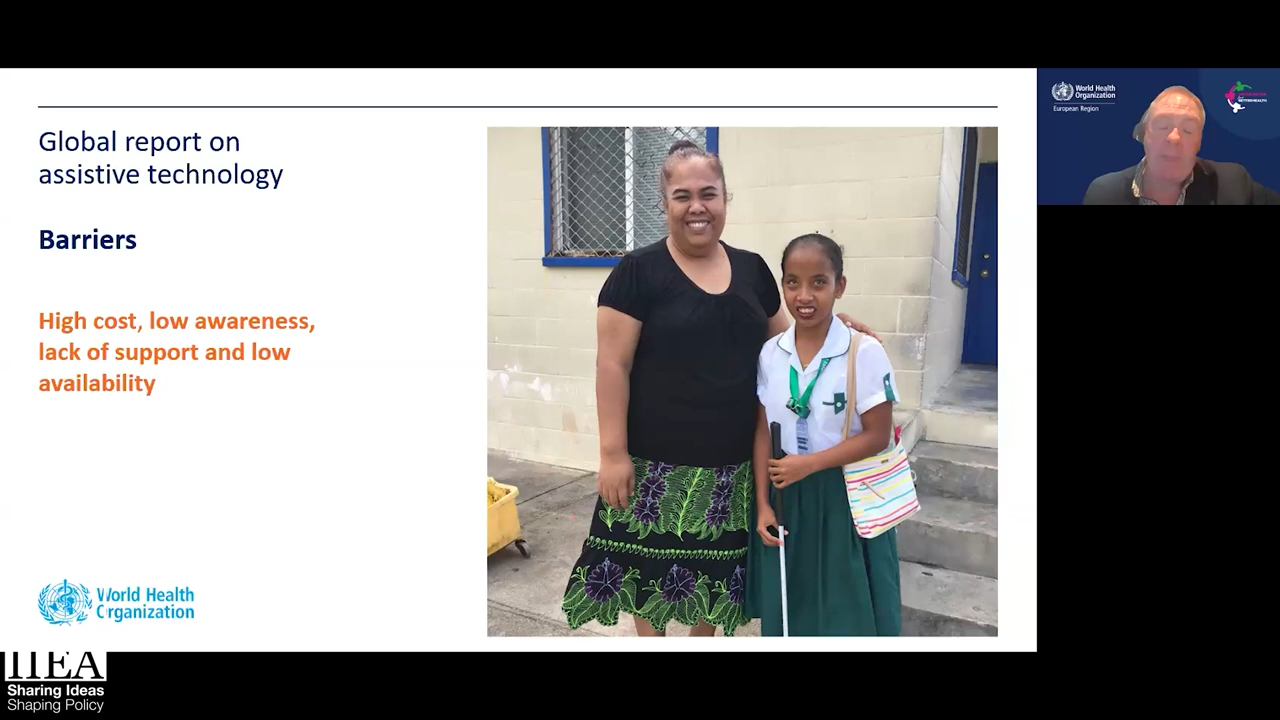 Global report on
assistive technology
Barriers
High cost, low awareness,
lack of support and low
availability
World Health
Organization
World Health
Organization
European Region
IIEA
Sharing Ideas
Shaping Policy